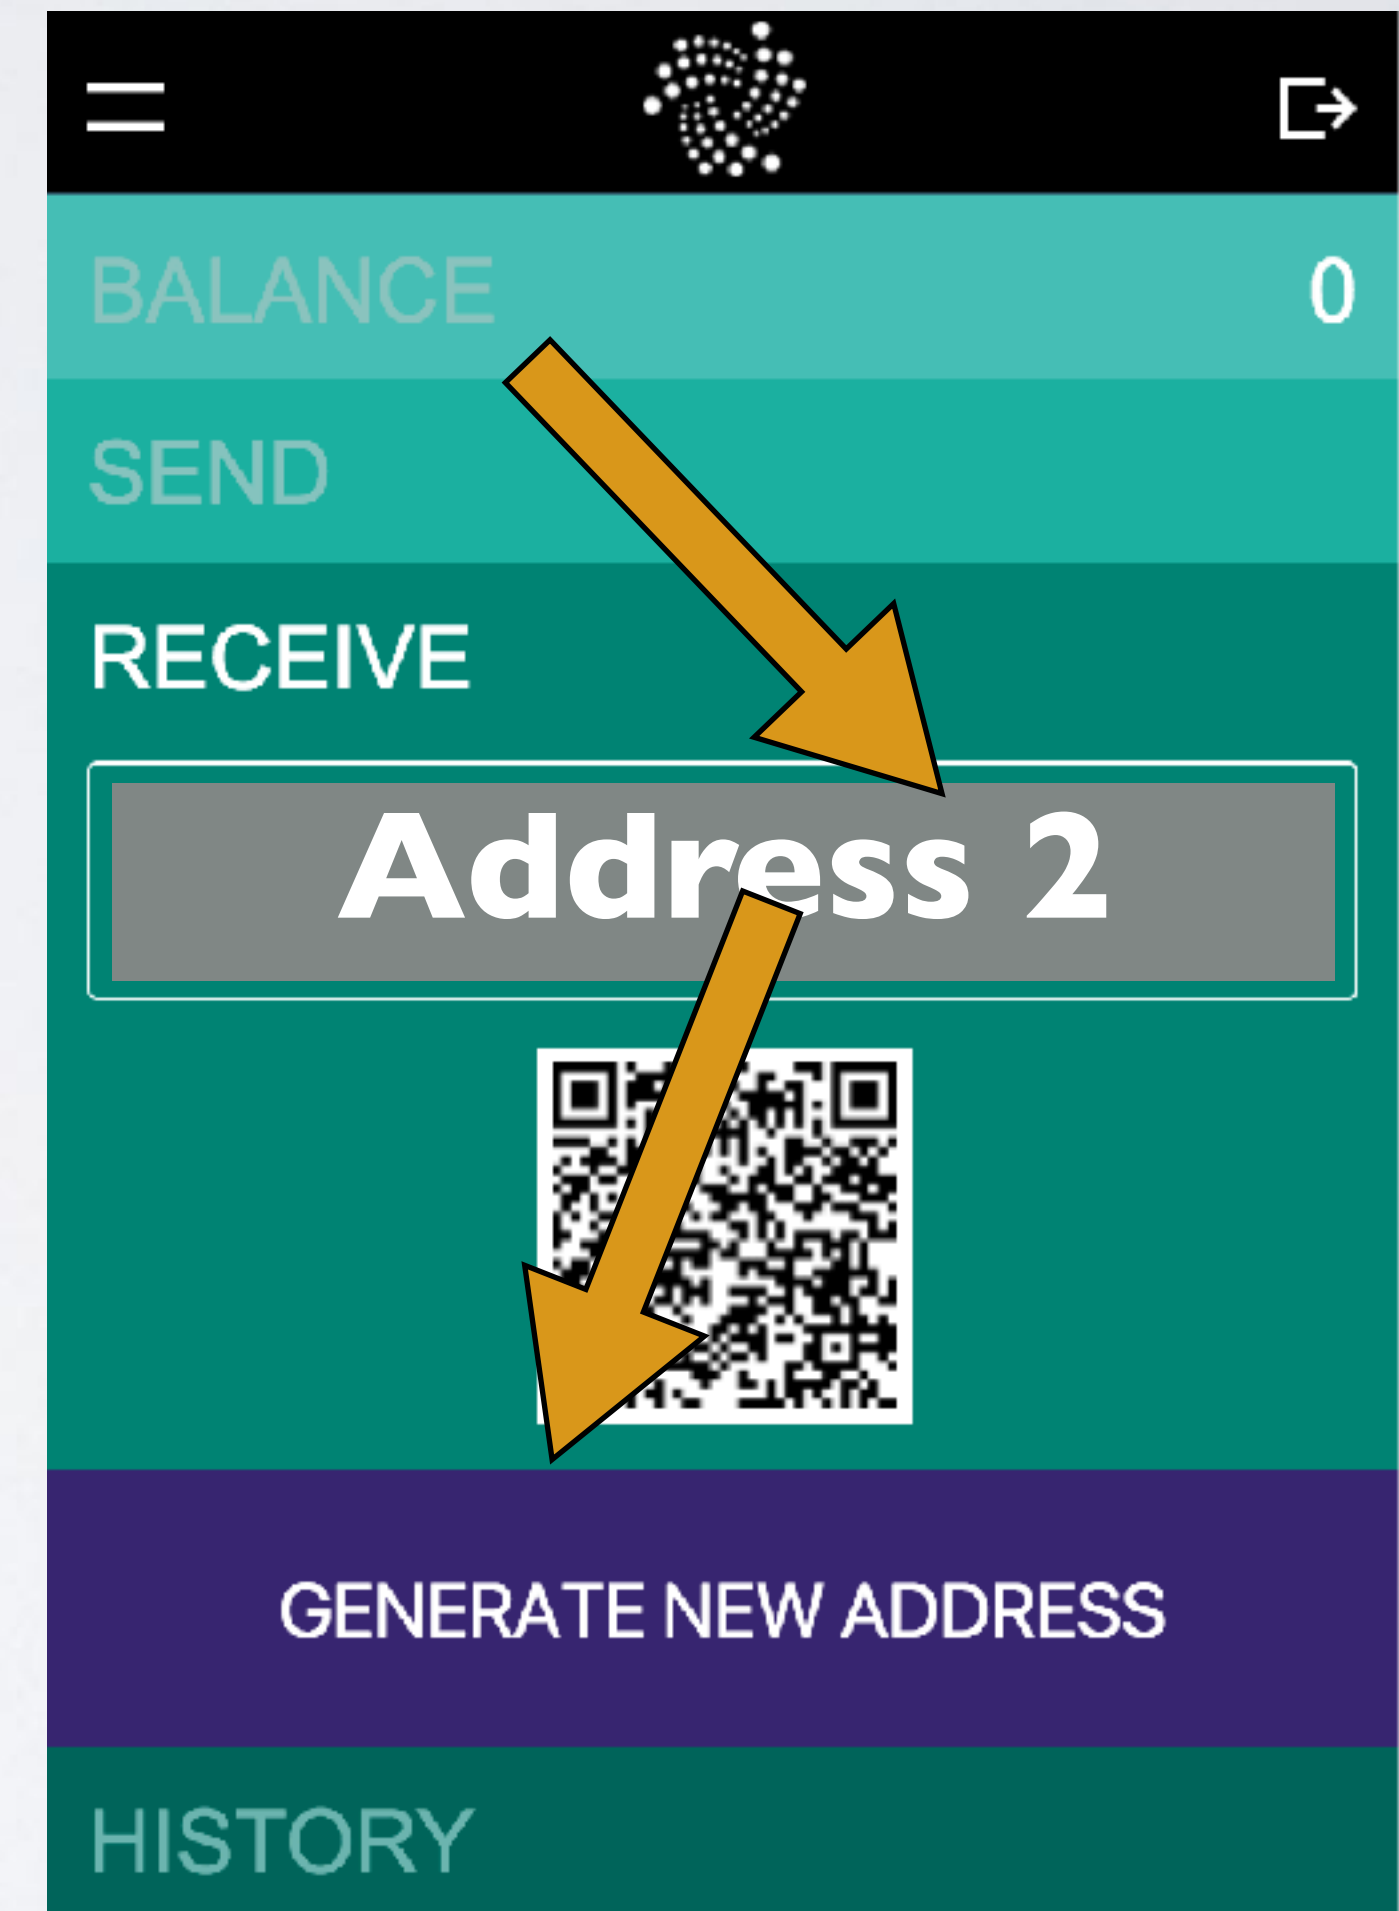 BALANCE 0
SEND
RECEIVE
Address 2
GENERATE NEW ADDRESS
HISTORY